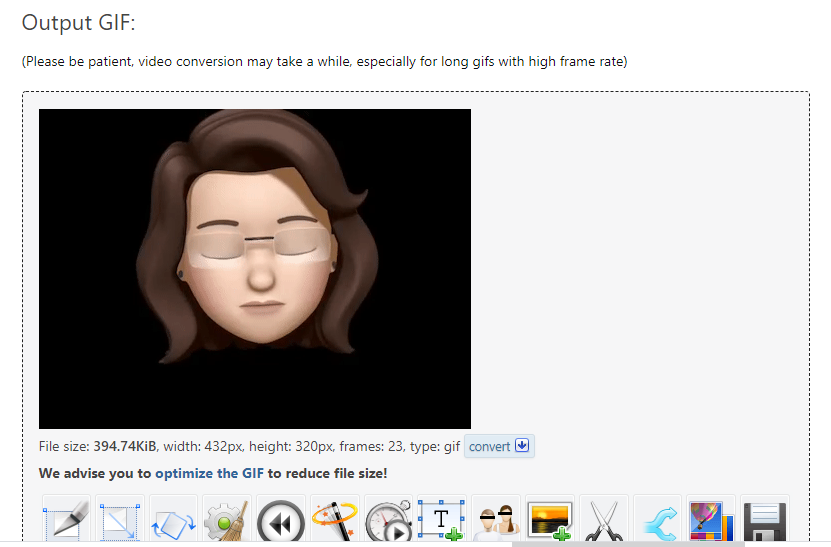 Output GIF:
(Please be patient, video conversion may take a while, especially for long gifs with high frame rate)
File size: 394.74KiB, width: 432px, height: 320px, frames: 23, type: gif convert
We advise you to optimize the GIF to reduce file size!
T